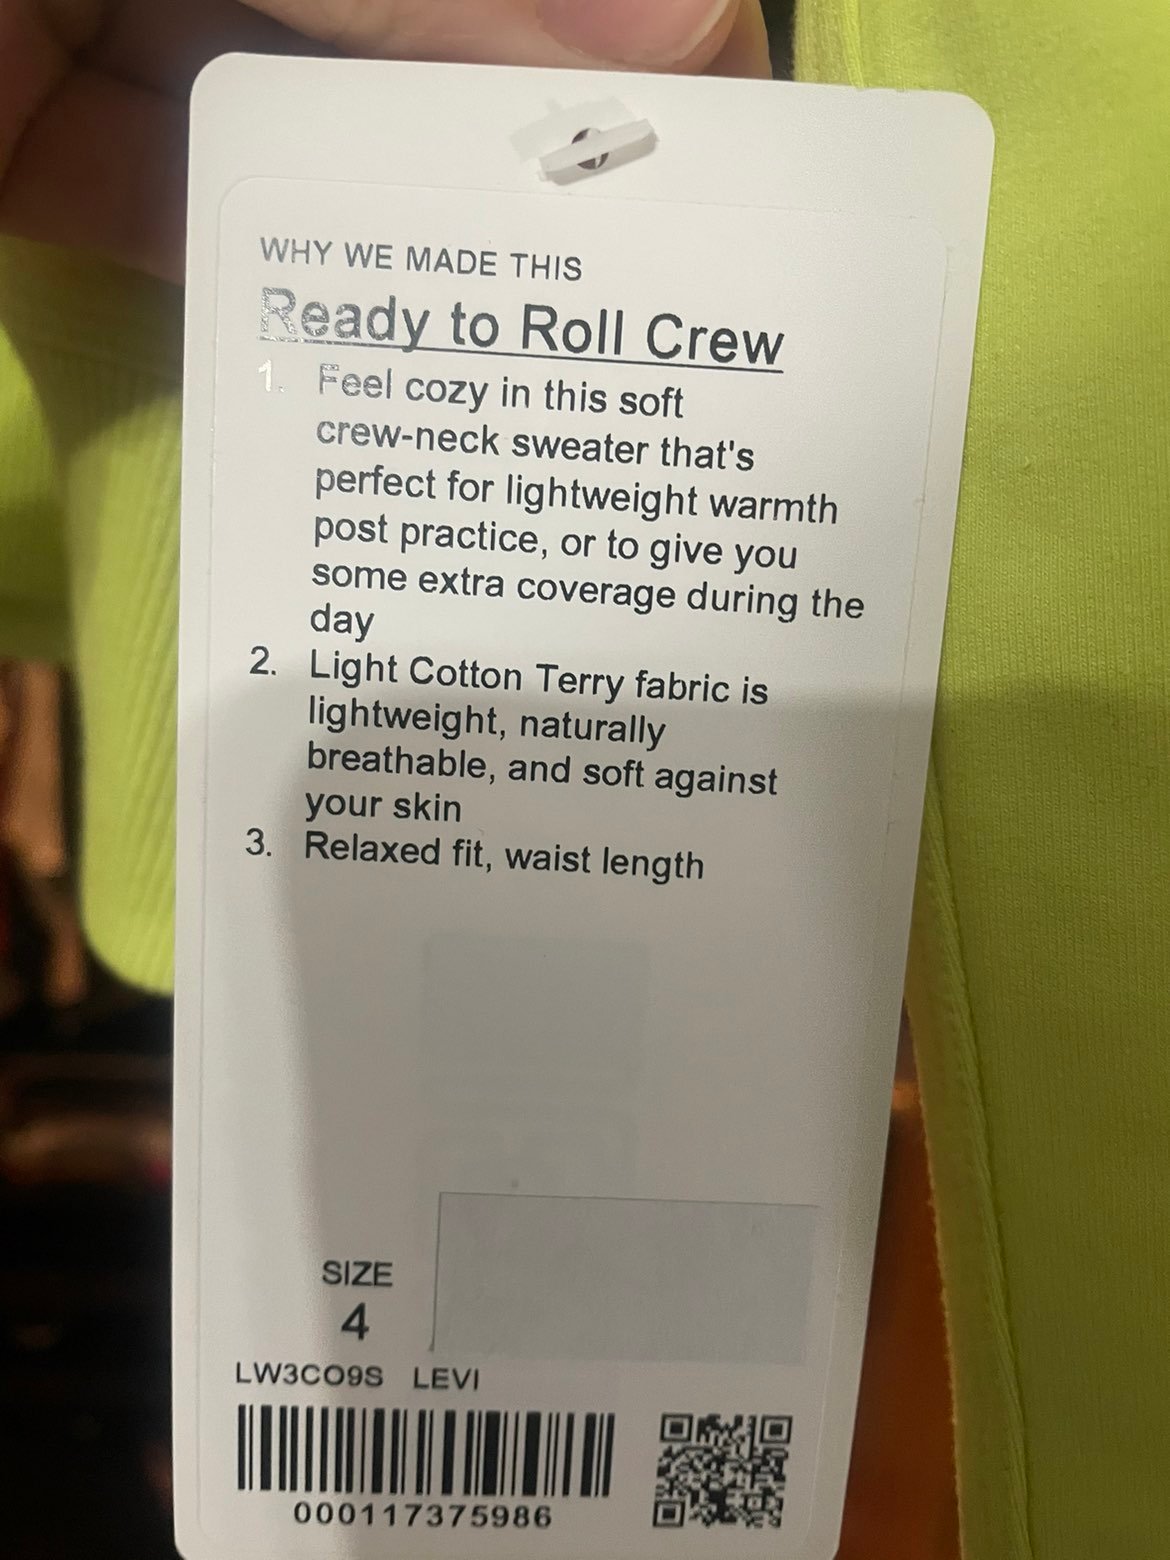 WHY WE MADE THIS
Ready to Roll Crew
1. Feel cozy in this soft
crew-neck sweater that's
perfect for lightweight warmth
post practice, or to give you
some extra coverage during the
day
2. Light Cotton Terry fabric is
lightweight, naturally
breathable, and soft against
your skin
3. Relaxed fit, waist length
SIZE
4
LW3CO9S LEVI
000117375986